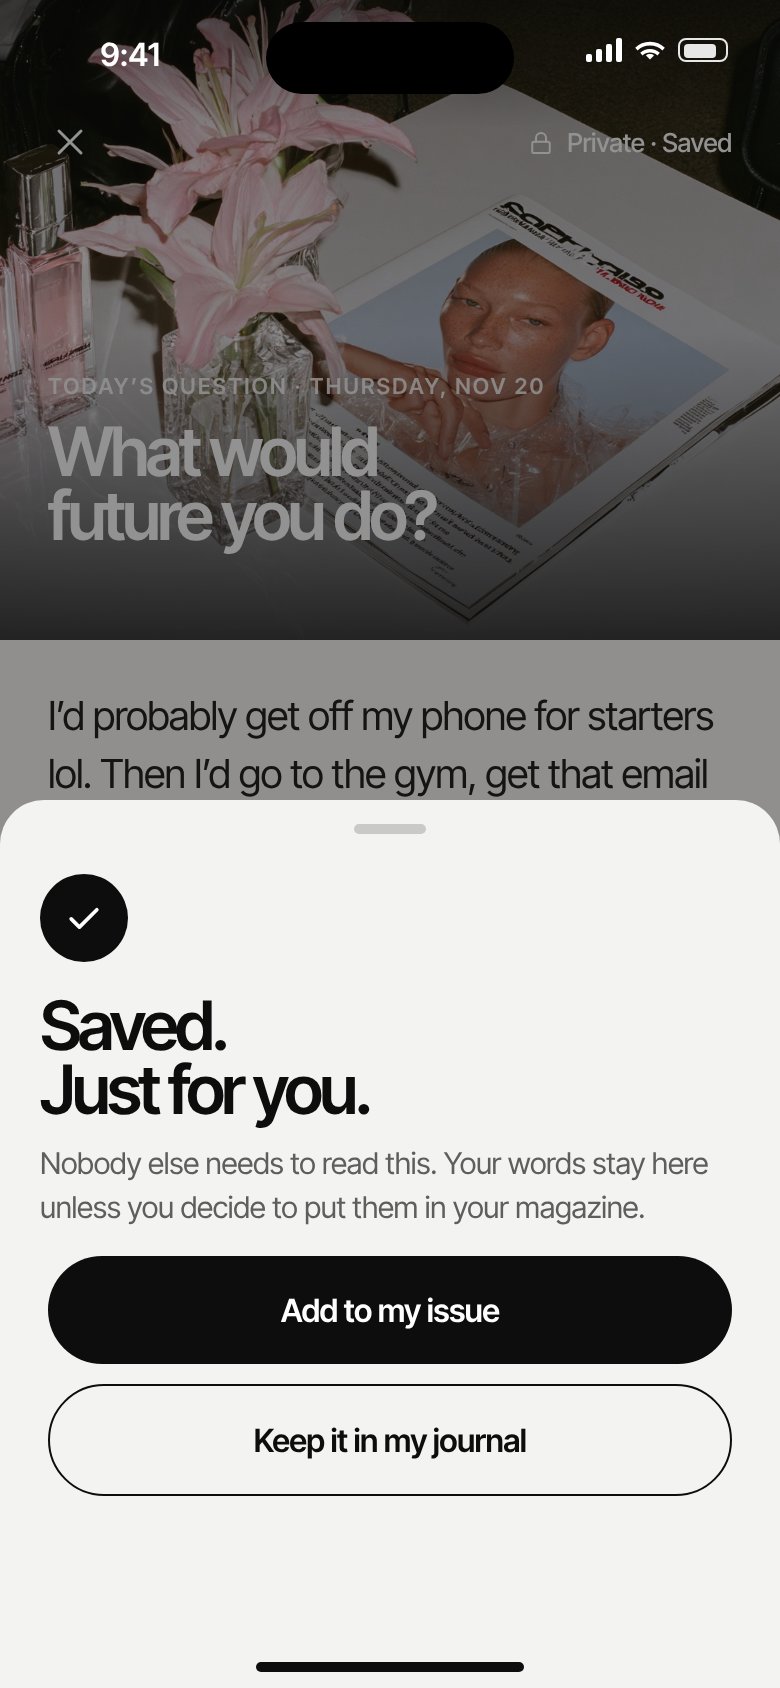 9:41
Private · Saved
TODAY’S QUESTION · THURSDAY, NOV 20
What would
future you do?
I’d probably get off my phone for starters
lol. Then I’d go to the gym, get that email
Saved.
Just for you.
Nobody else needs to read this. Your words stay here
unless you decide to put them in your magazine.
Add to my issue
Keep it in my journal